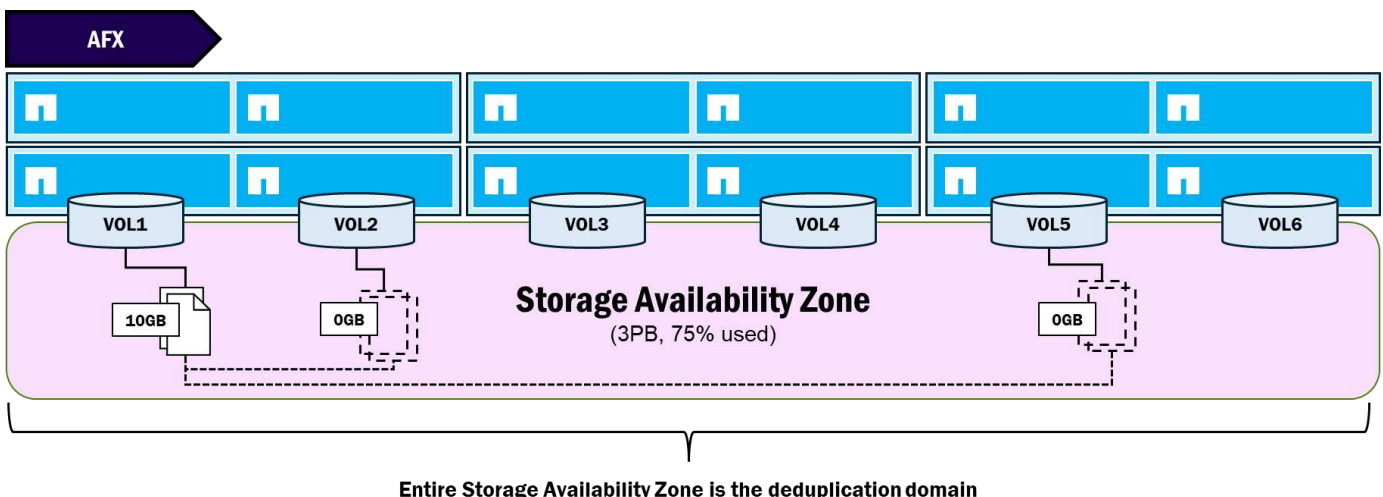 AFX
VOL1
VOL2
VOL3
VOL4
VOL5
VOL6
10GB
0GB
Storage Availability Zone
(3PB, 75% used)
0GB
Entire Storage Availability Zone is the deduplication domain